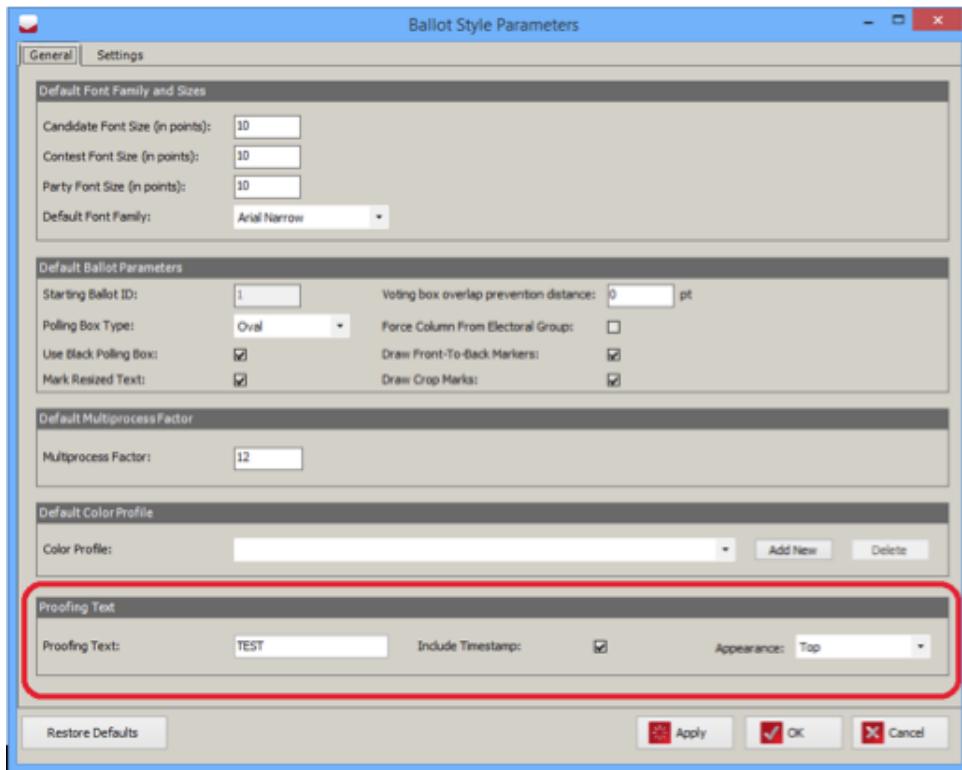 Ballot Style Parameters
General Settings
Default Font Family and Sizes
Candidate Font Size (in points): 10
Contest Font Size (in points): 10
Party Font Size (in points): 10
Default Font Family: Arial Narrow
Default Ballot Parameters
Starting Ballot ID: 1 Voting box overlap prevention distance: 0 pt
Polling Box Type: Oval Force Column From Electoral Group:
Use Black Polling Box: Draw Front-To-Back Markers:
Mark Resized Text: Draw Crop Marks:
Default Multiprocess Factor
Multiprocess Factor: 12
Default Color Profile
Color Profile: Add New Delete
Proofing Text
Proofing Text: TEST Include Timestamp: Appearance: Top
Restore Defaults Apply OK Cancel